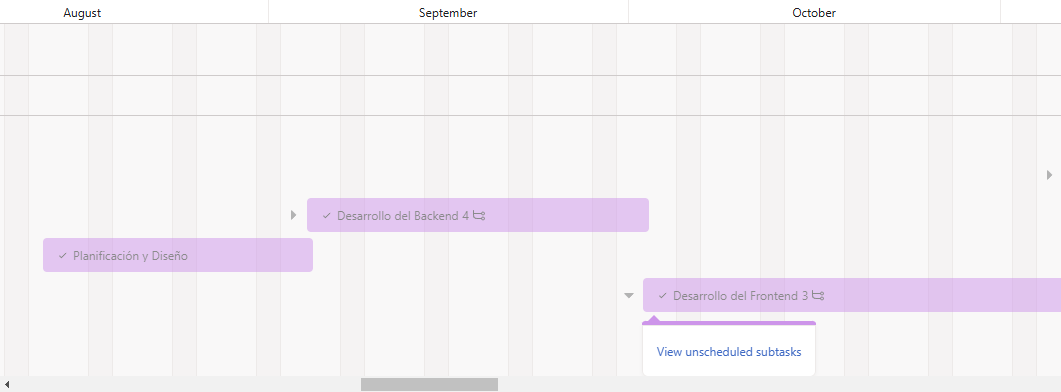 August September October
Desarrollo del Backend 4
Planificación y Diseño
Desarrollo del Frontend 3
View unscheduled subtasks